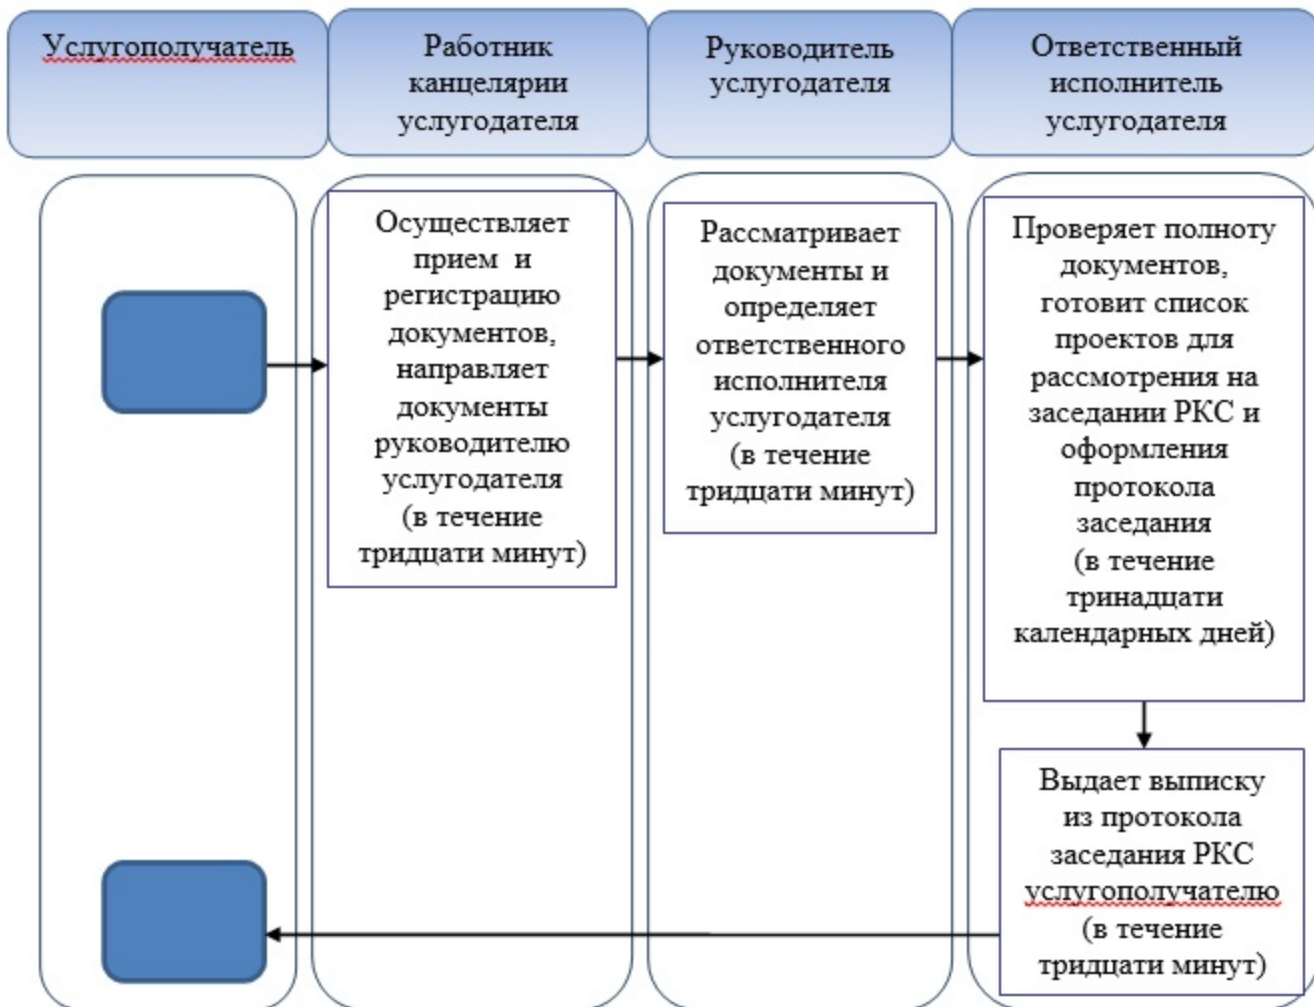 Услугополучатель
Работник
канцелярии
услугодателя
Руководитель
услугодателя
Ответственный
исполнитель
услугодателя
Осуществляет
прием и
регистрацию
документов,
направляет
документы
руководителю
услугодателя
(в течение
тридцати минут)
Рассматривает
документы и
определяет
ответственного
исполнителя
услугодателя
(в течение
тридцати минут)
Проверяет полноту
документов,
готовит список
проектов для
рассмотрения на
заседании РКС и
оформления
протокола
заседания
(в течение
тринадцати
календарных дней)
Выдает выписку
из протокола
заседания РКС
услугополучателю
(в течение
тридцати минут)